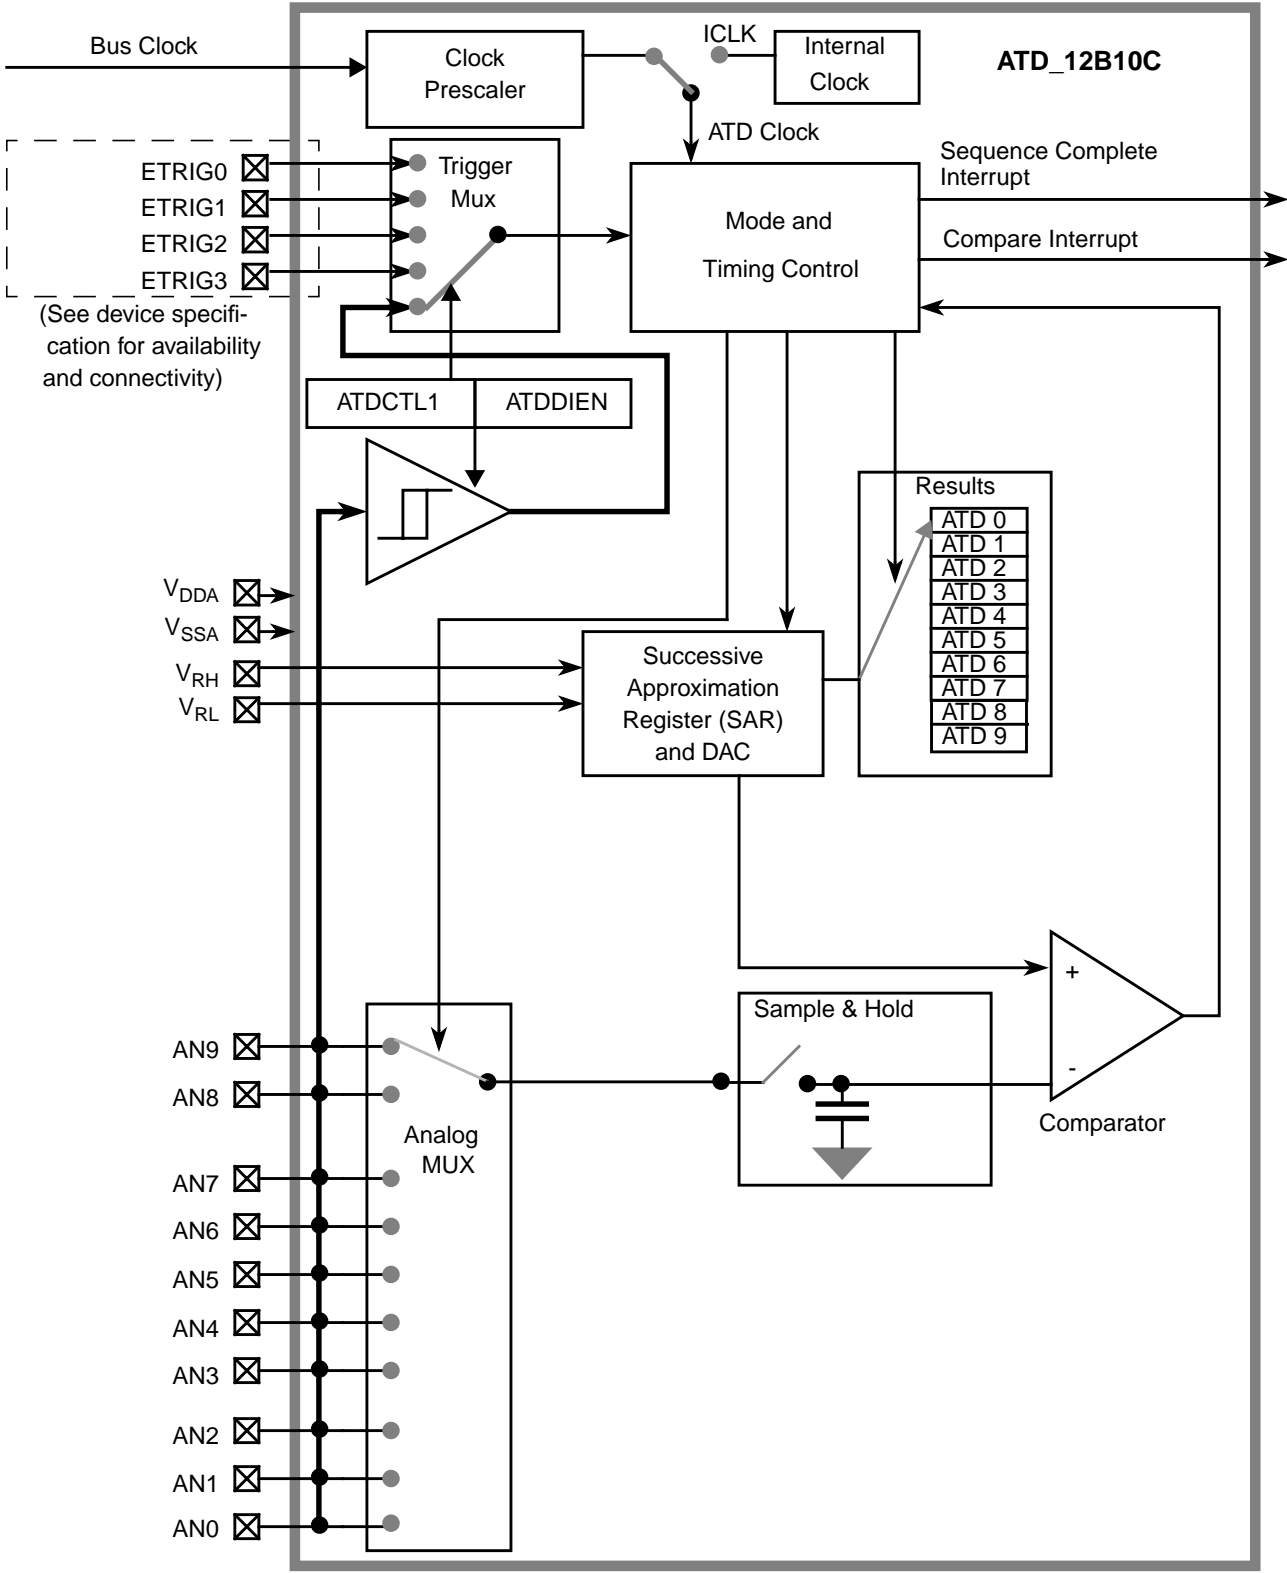 Bus Clock
Clock
Prescaler
ICLK
Internal
Clock
ATD_12B10C
ATD Clock
ETRIG0
ETRIG1
ETRIG2
ETRIG3
(See device specifi-
cation for availability
and connectivity)
Trigger
Mux
Mode and
Timing Control
Sequence Complete
Interrupt
Compare Interrupt
ATDCTL1
ATDDIEN
Results
ATD 0
ATD 1
ATD 2
ATD 3
ATD 4
ATD 5
ATD 6
ATD 7
ATD 8
ATD 9
VDDA
VSSA
VRH
VRL
Successive
Approximation
Register (SAR)
and DAC
+
-
Comparator
Sample & Hold
Analog
MUX
AN9
AN8
AN7
AN6
AN5
AN4
AN3
AN2
AN1
AN0